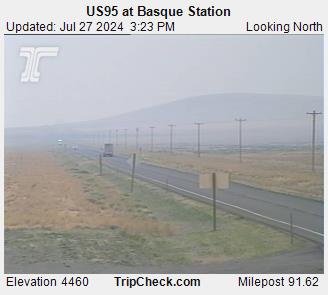 US95 at Basque Station
Updated: Jul 27 2024 3:23 PM Looking North
Elevation 4460 TripCheck.com Milepost 91.62